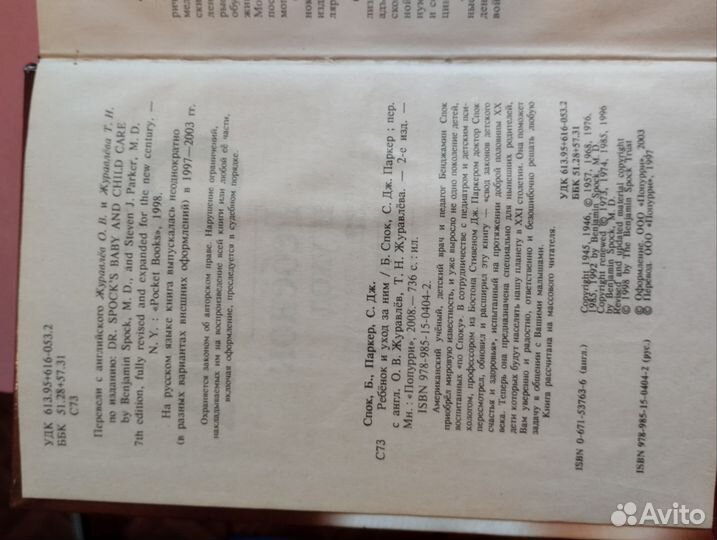 УДК 613.95+616-053.2
ББК 51.28+57.31
С73
Перевели с английского Журавлёв О. В. и Журавлёва Т. Н.
по изданию: DR. SPOCK'S BABY AND CHILD CARE
by Benjamin Spock, M.D., and Steven J. Parker, M. D.
7th edition, fully revised and expanded for the new century, —
N. Y. : «Pocket Books», 1998.
На русском языке книга выпускалась неоднократно
(в разных вариантах внешних оформлений) в 1997—2003 гг.
Охраняется законом об авторском праве. Нарушение ограничений,
накладываемых им на воспроизведение всей книги или любой её части,
включая оформление, преследуется в судебном порядке.
Спок, Б., Паркер, С. Дж.
С73
Ребёнок и уход за ним / Б. Спок, С. Дж. Паркер ; пер.
с англ. О. В. Журавлёв, Т. Н. Журавлёва. — 2-е изд. —
Мн. : «Попурри», 2008.— 736 с. : ил.
ISBN 978-985-15-0404-2.
Американский учёный, детский врач и педагог Бенджамин Спок
приобрёл мировую известность, и уже выросло не одно поколение детей,
воспитанных «по Споку». В сотрудничестве с педиатром и детским пси-
хологом, профессором из Бостона Стивеном Дж. Паркером доктор Спок
пересмотрел, обновил и расширил эту книгу — «свод законов детского
счастья и здоровья», испытанный на протяжении доброй половины XX
века. Теперь она предназначена специально для нынешних родителей,
дети которых будут населять нашу планету в XXI столетии. Она поможет
Вам уверенно и радостно, ответственно и безошибочно решать любую
задачу в общении с Вашими малышами.
Книга рассчитана на массового читателя.
УДК 613.95+616-053.2
ББК 51.28+57.31
Copyright 1945, 1946, © 1957, 1968, 1976,
1985, 1992 by Benjamin Spock, M. D.
Copyright renewed © 1973, 1974, 1985, 1996
by Benjamin Spock, M. D.
Revised and updated material copyright
© 1998 by The Benjamin Spock Trust
ISBN 0-671-53763-6 (англ.)
© Оформление. ООО «Попурри», 2003
ISBN 978-985-15-0404-2 (рус.)
© Перевод. ООО «Попурри», 1997
Avito